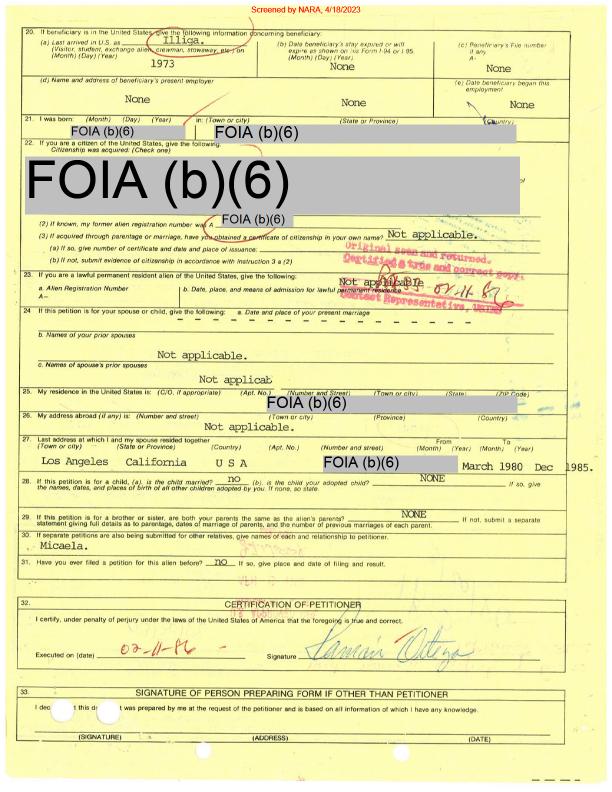 Screened by NARA, 4/18/2023
20. If beneficiary is in the United States, give the following information concerning beneficiary:
(a) Last arrived in U.S. as Illiga.
(Visitor, student, exchange alien, crewman, stowaway, etc.) on
(Month) (Day) (Year)
1973
(b) Date beneficiary's stay expired or will
expire as shown on his Form I-94 or I 95.
(Month) (Day) (Year)
None
(c) Beneficiary's File number
if any
A-
None
(d) Name and address of beneficiary's present employer
None None
(e) Date beneficiary began this
employment
None
21. I was born: (Month) (Day) (Year) in: (Town or city) (State or Province) (Country)
FOIA (b)(6) FOIA (b)(6)
22. If you are a citizen of the United States, give the following:
Citizenship was acquired: (Check one)
FOIA (b)(6)
(2) If known, my former alien registration number was A FOIA (b)(6)
(3) If acquired through parentage or marriage, have you obtained a certificate of citizenship in your own name? Not applicable.
(a) If so, give number of certificate and date and place of issuance:
(b) If not, submit evidence of citizenship in accordance with Instruction 3 a (2)
Original seen and returned.
Certified a true and correct copy.
02-11-86
Contact Representative,
23. If you are a lawful permanent resident alien of the United States, give the following:
a. Alien Registration Number
A-
b. Date, place, and means of admission for lawful permanent residence
Not applicable
24 If this petition is for your spouse or child, give the following: a. Date and place of your present marriage
b. Names of your prior spouses
Not applicable.
c. Names of spouse's prior spouses
Not applicab
25. My residence in the United States is: (C/O, if appropriate) (Apt. No.) (Number and Street) (Town or city) (State) (ZIP Code)
FOIA (b)(6)
26. My address abroad (if any) is: (Number and street) (Town or city) (Province) (Country)
Not applicable.
27. Last address at which I and my spouse resided together
(Town or city) (State or Province) (Country) (Apt. No.) (Number and street) From (Month) (Year) To (Month) (Year)
Los Angeles California U S A FOIA (b)(6) March 1980 Dec 1985.
28. If this petition is for a child, (a). is the child married? no (b). is the child your adopted child? NONE If so, give
the names, dates, and places of birth of all other children adopted by you. If none, so state.
29. If this petition is for a brother or sister, are both your parents the same as the alien's parents? NONE If not, submit a separate
statement giving full details as to parentage, dates of marriage of parents, and the number of previous marriages of each parent.
30. If separate petitions are also being submitted for other relatives, give names of each and relationship to petitioner.
Micaela.
31. Have you ever filed a petition for this alien before? no If so, give place and date of filing and result.
32. CERTIFICATION OF PETITIONER
I certify, under penalty of perjury under the laws of the United States of America that the foregoing is true and correct.
Executed on (date) 02-11-86 Signature Ramón Ortega
33. SIGNATURE OF PERSON PREPARING FORM IF OTHER THAN PETITIONER
I dec t this d t was prepared by me at the request of the petitioner and is based on all information of which I have any knowledge.
(SIGNATURE) (ADDRESS) (DATE)